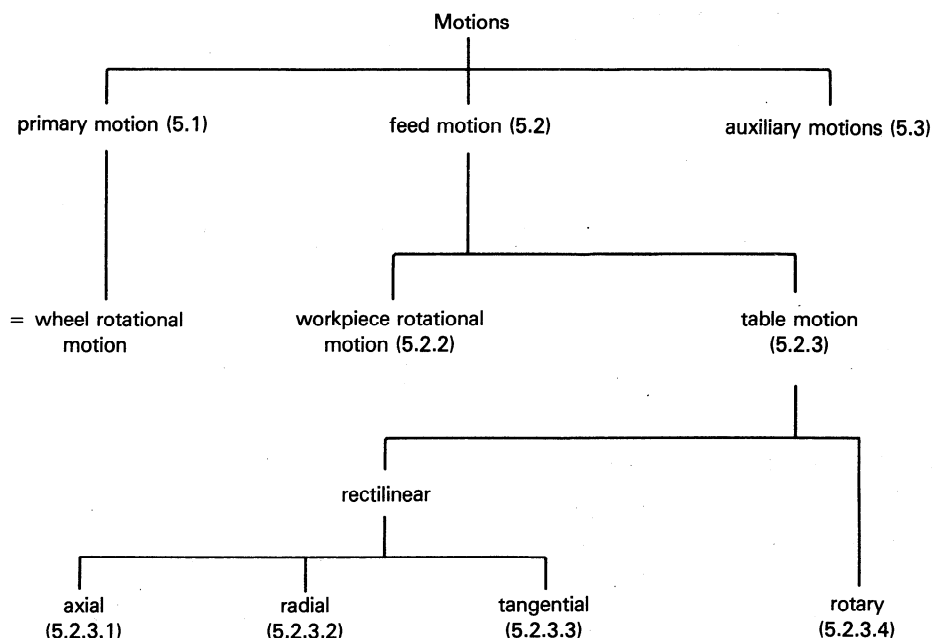 Motions
primary motion (5.1)
feed motion (5.2)
auxiliary motions (5.3)
= wheel rotational
motion
workpiece rotational
motion (5.2.2)
table motion
(5.2.3)
rectilinear
axial
(5.2.3.1)
radial
(5.2.3.2)
tangential
(5.2.3.3)
rotary
(5.2.3.4)